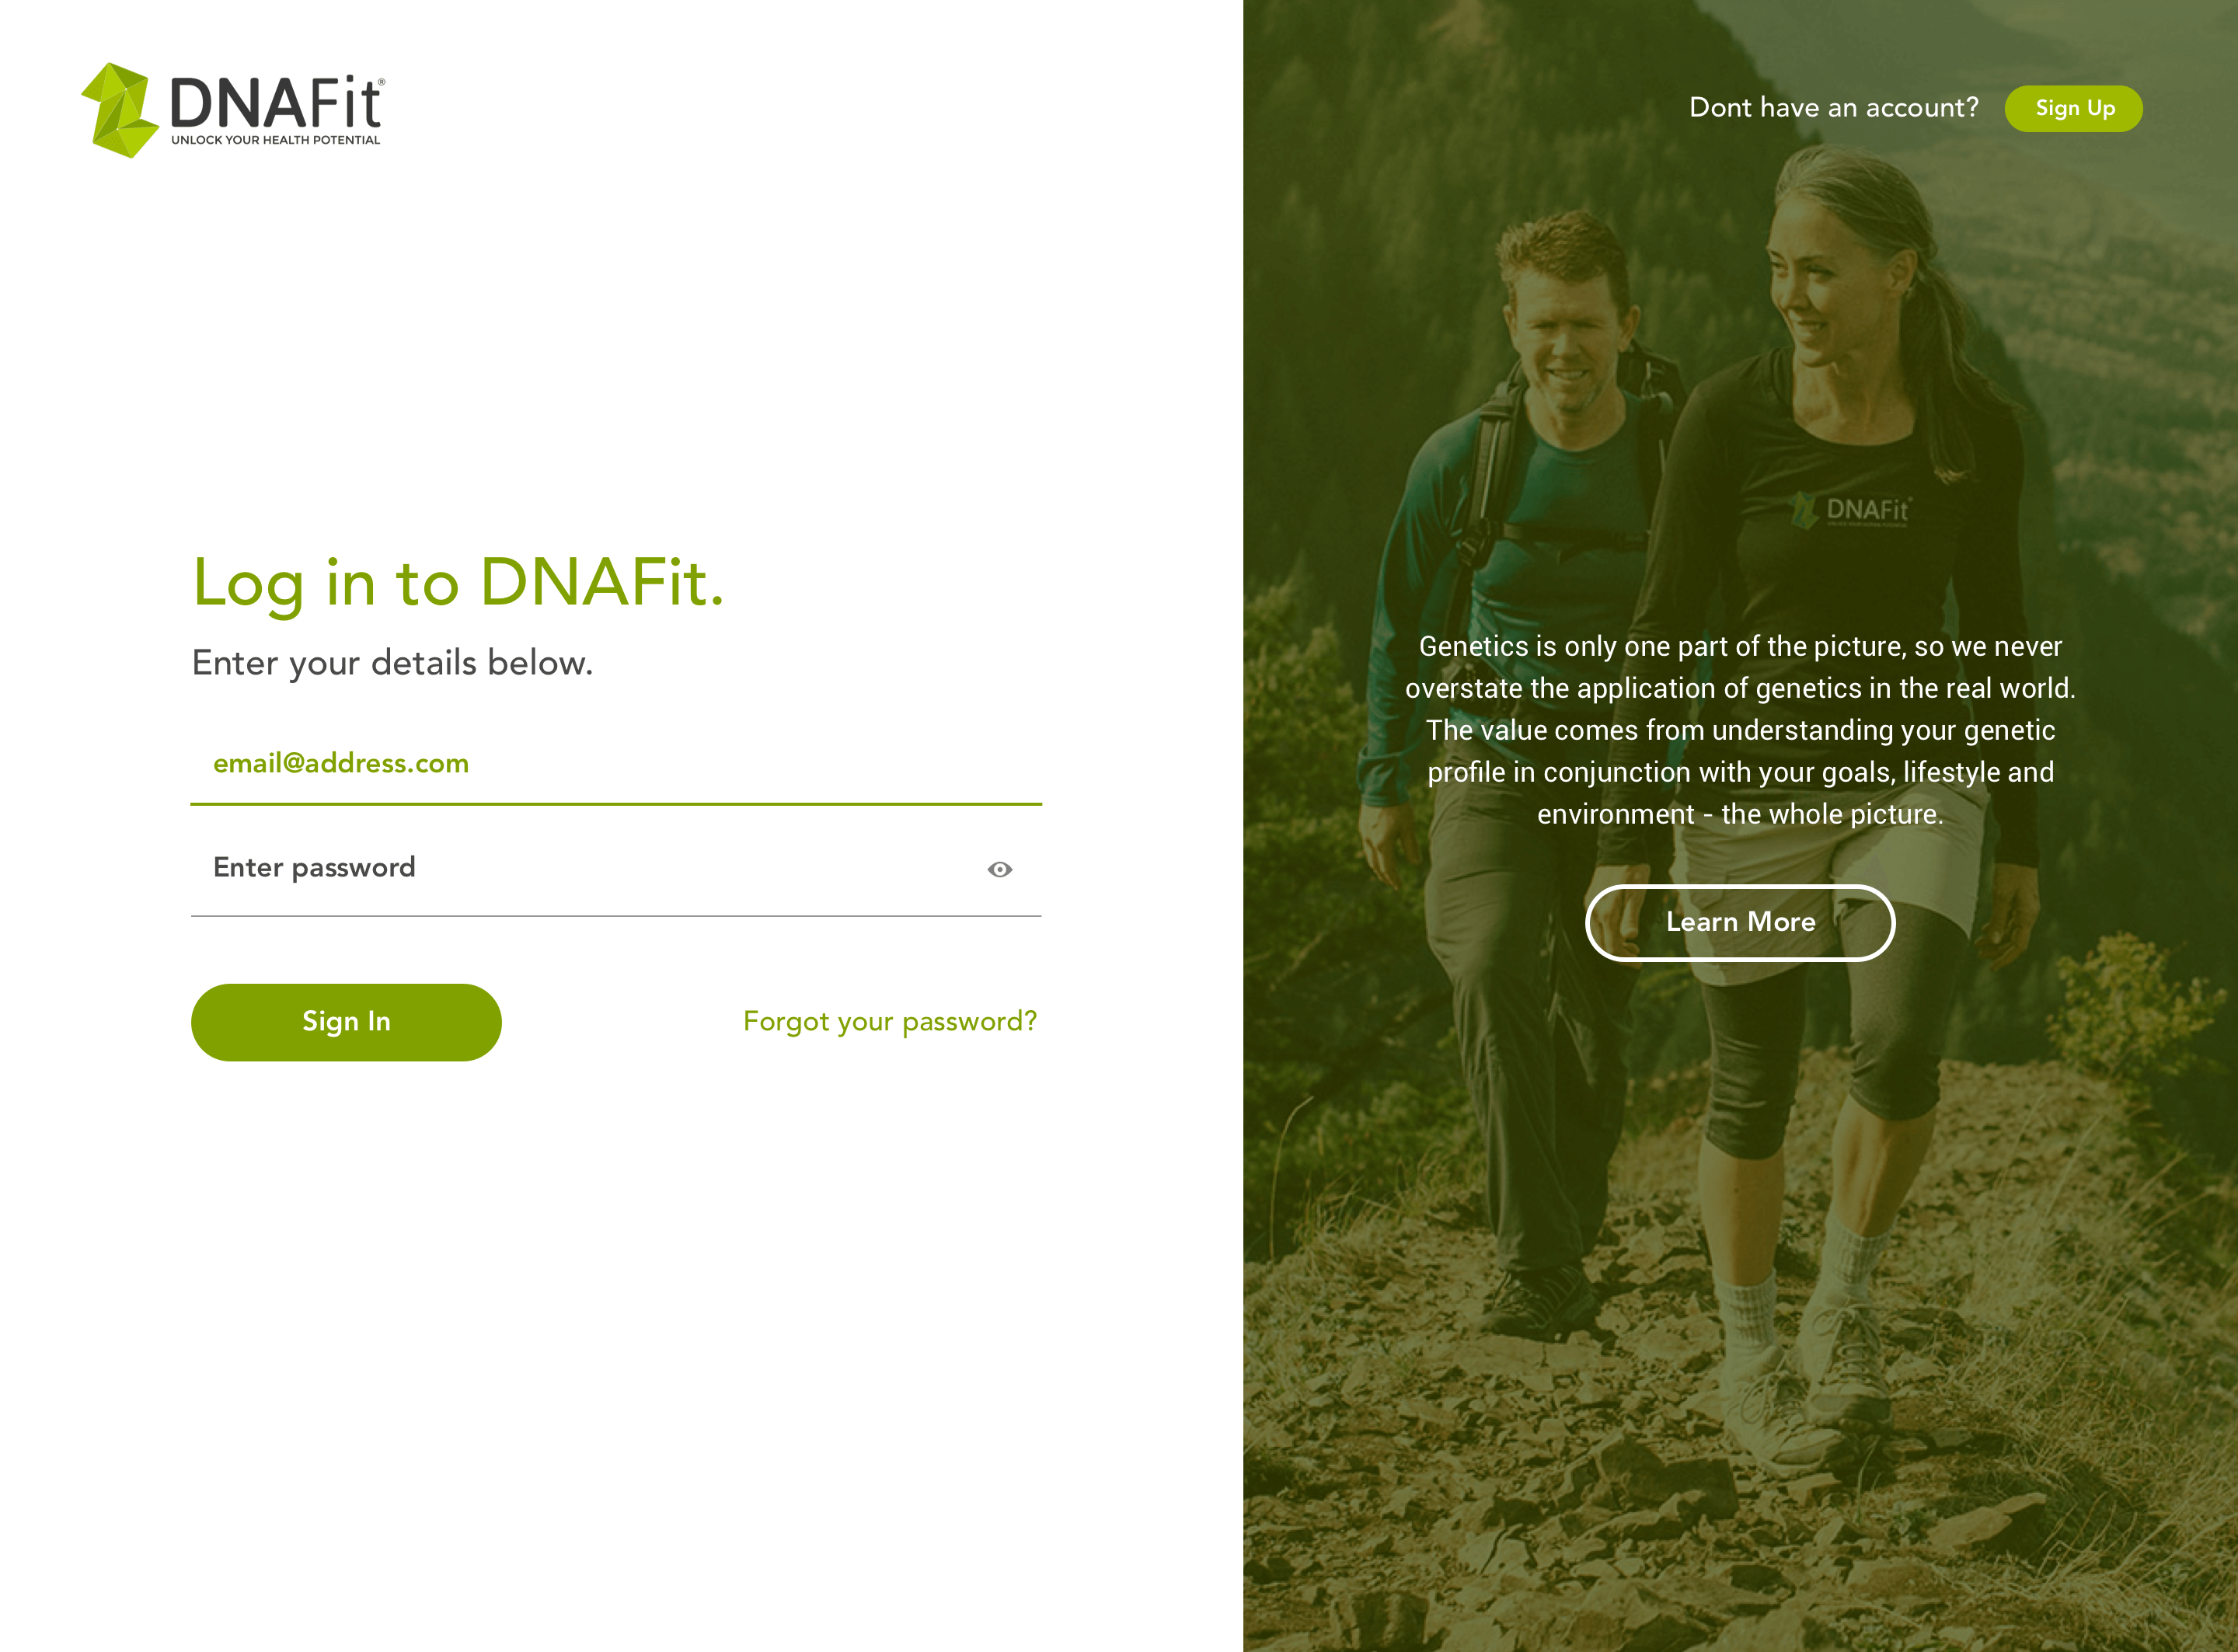 DNAFit®
UNLOCK YOUR HEALTH POTENTIAL
Dont have an account?
Sign Up
Log in to DNAFit.
Enter your details below.
email@address.com
Enter password
Sign In
Forgot your password?
DNAFit
Genetics is only one part of the picture, so we never
overstate the application of genetics in the real world.
The value comes from understanding your genetic
profile in conjunction with your goals, lifestyle and
environment - the whole picture.
Learn More